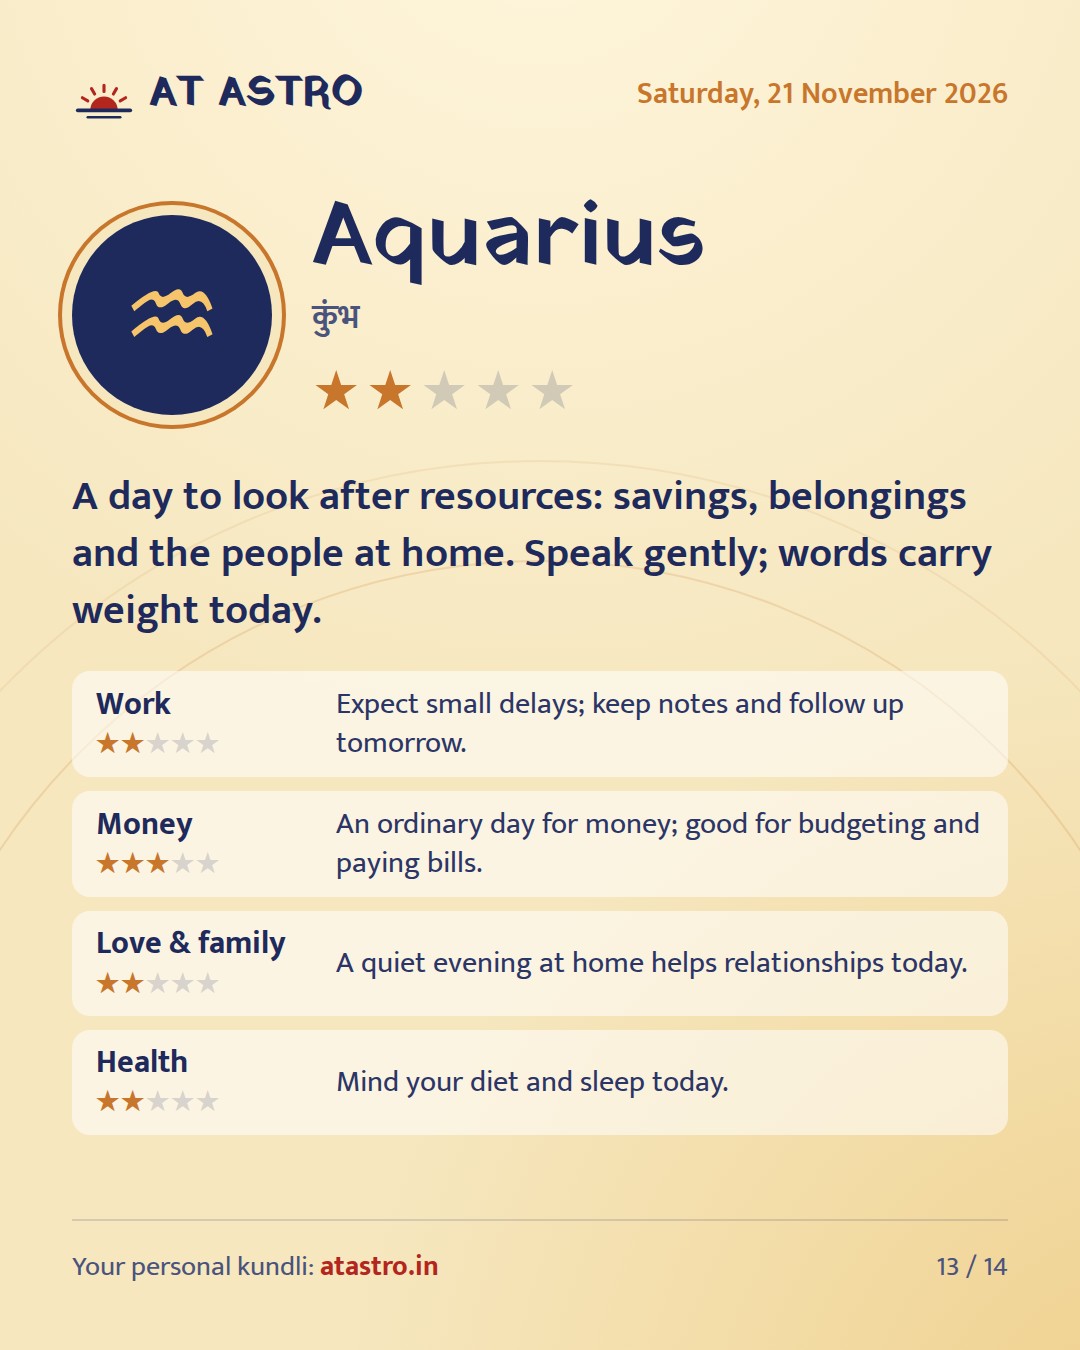 AT ASTRO
Saturday, 21 November 2026
Aquarius
कुंभ
A day to look after resources: savings, belongings
and the people at home. Speak gently; words carry
weight today.
Work
Expect small delays; keep notes and follow up
tomorrow.
Money
An ordinary day for money; good for budgeting and
paying bills.
Love & family
A quiet evening at home helps relationships today.
Health
Mind your diet and sleep today.
Your personal kundli: atastro.in
13 / 14